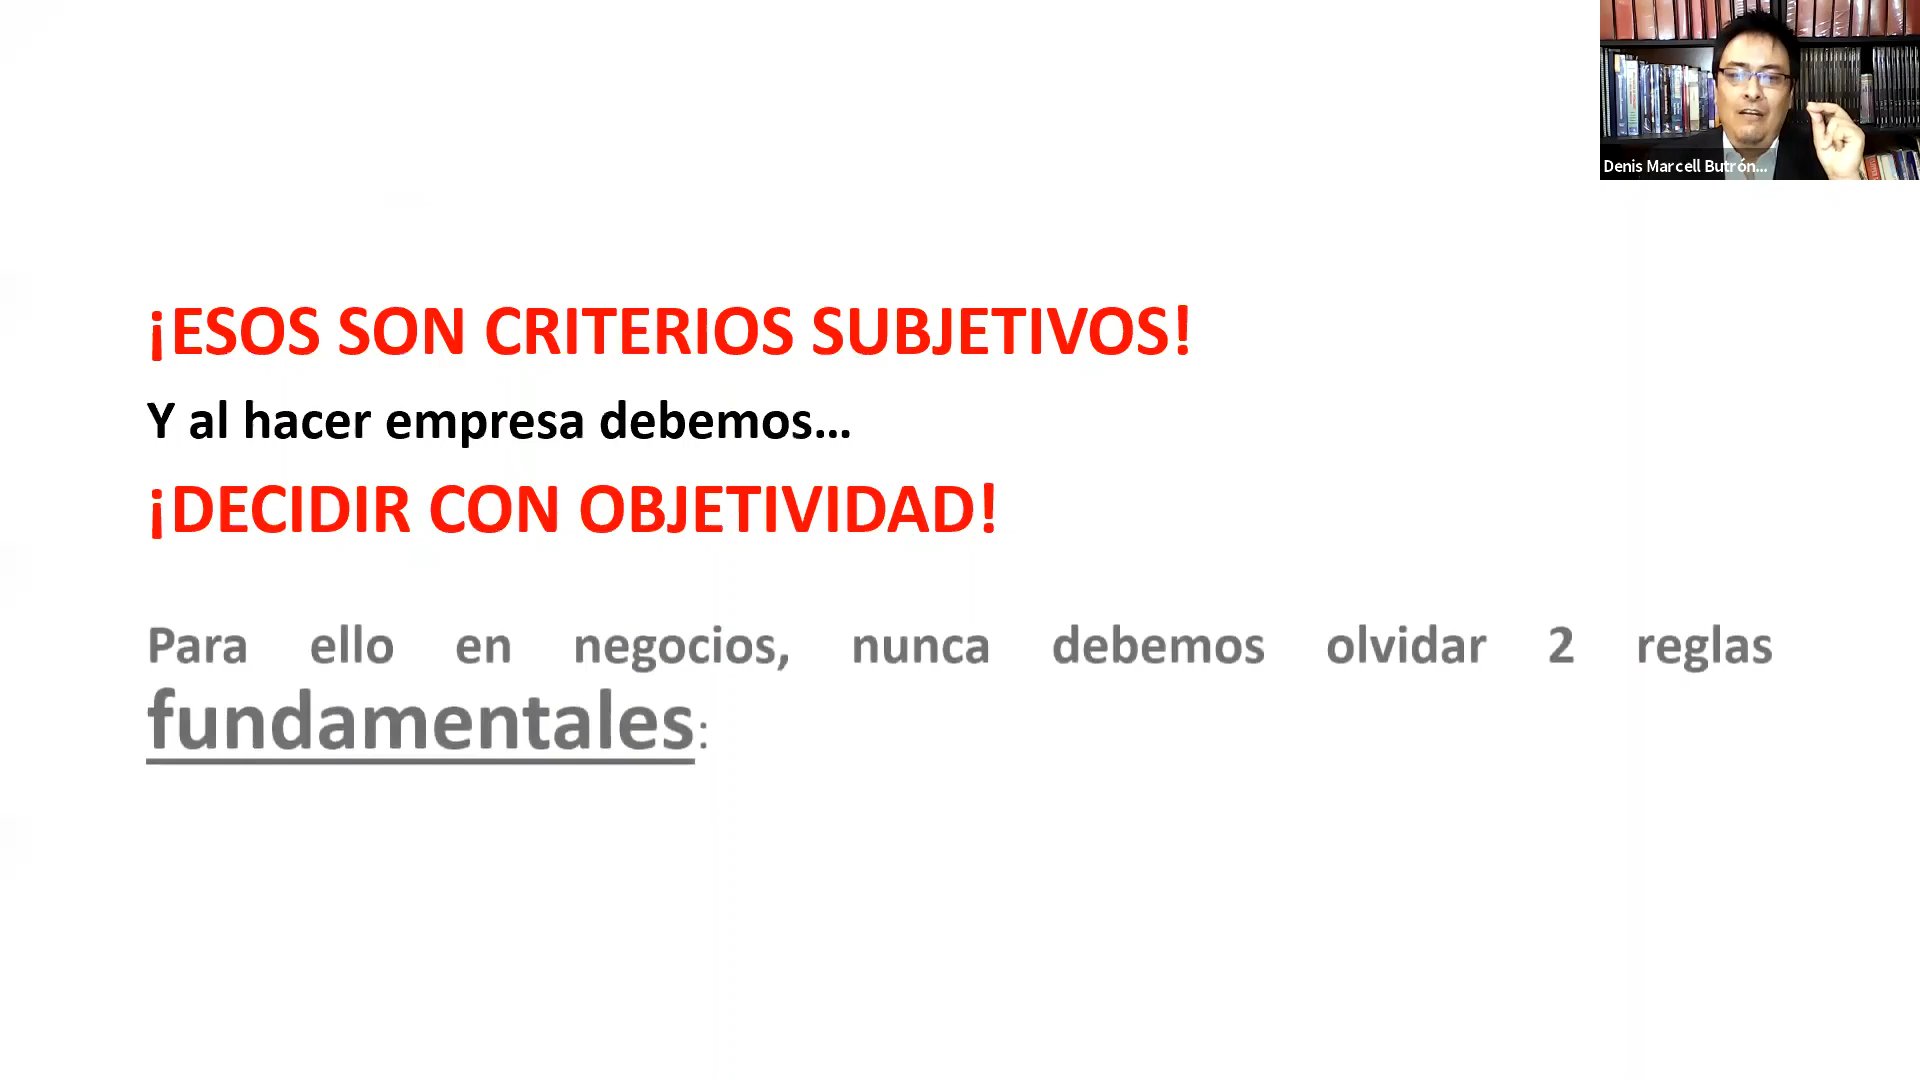 Denis Marcell Butrón...
¡ESOS SON CRITERIOS SUBJETIVOS!
Y al hacer empresa debemos...
¡DECIDIR CON OBJETIVIDAD!
Para ello en negocios, nunca debemos olvidar 2 reglas
fundamentales: